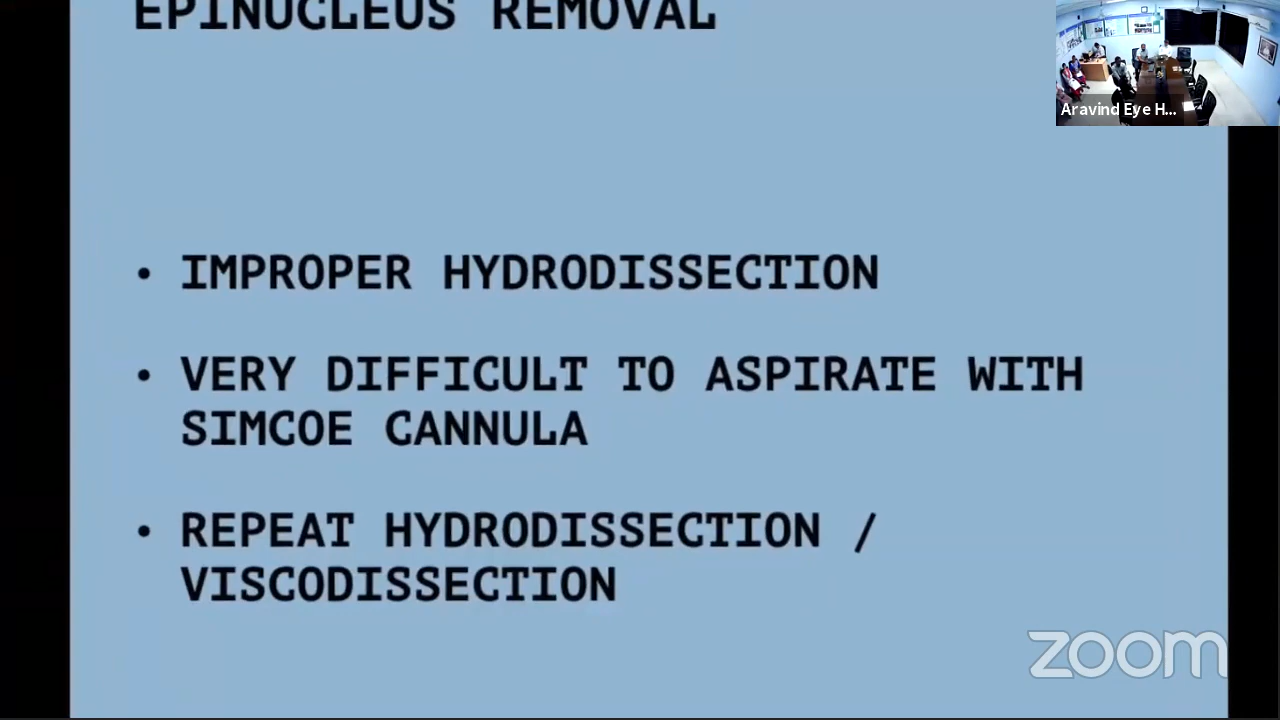 EPINUCLEUS REMOVAL
Aravind Eye H...
• IMPROPER HYDRODISSECTION
• VERY DIFFICULT TO ASPIRATE WITH
SIMCOE CANNULA
• REPEAT HYDRODISSECTION /
VISCODISSECTION
zoom